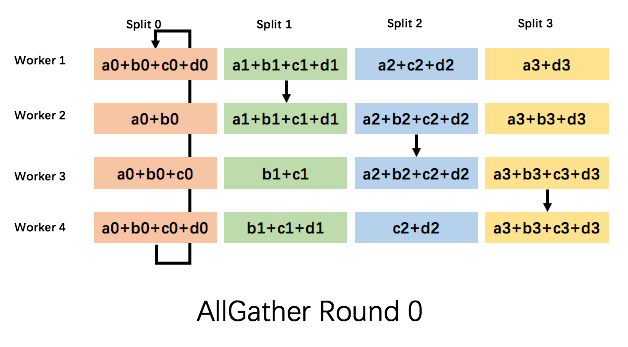 Split 0 Split 1 Split 2 Split 3
Worker 1 a0+b0+c0+d0 a1+b1+c1+d1 a2+c2+d2 a3+d3
Worker 2 a0+b0 a1+b1+c1+d1 a2+b2+c2+d2 a3+b3+d3
Worker 3 a0+b0+c0 b1+c1 a2+b2+c2+d2 a3+b3+c3+d3
Worker 4 a0+b0+c0+d0 b1+c1+d1 c2+d2 a3+b3+c3+d3
AllGather Round 0